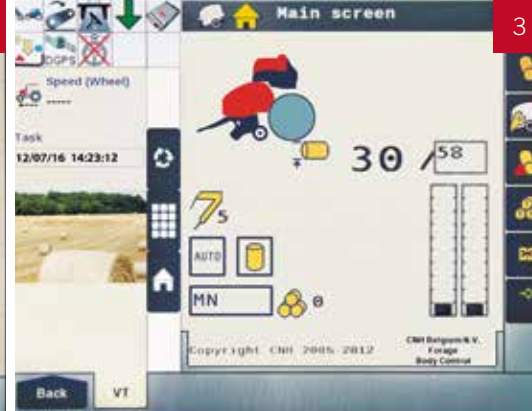 3
Main screen
DGPS
Speed (Wheel)
-----
Task
12/07/16 14:23:12
30 / 58
5
AUTO
MN
0
Copyright CNH 2005-2012
CNH Belgium N.V.
Forage
Body Control
Back
VT